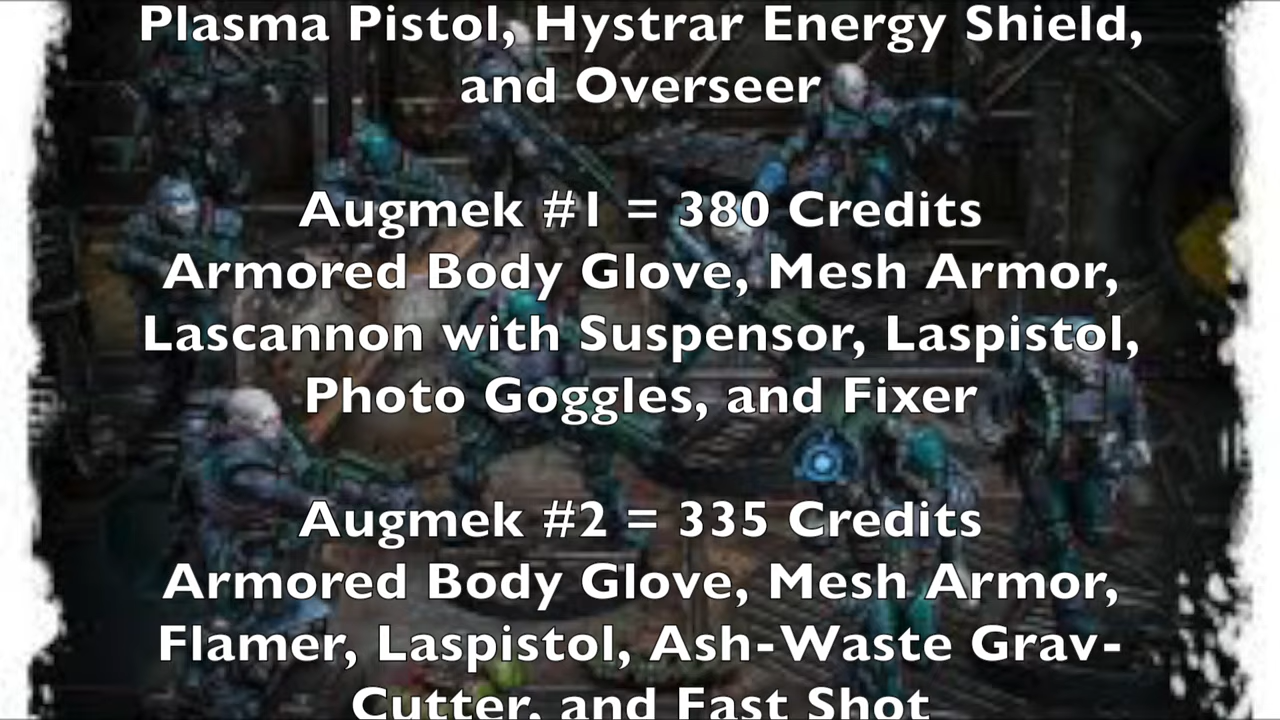 Plasma Pistol, Hystrar Energy Shield,
and Overseer
Augmek #1 = 380 Credits
Armored Body Glove, Mesh Armor,
Lascannon with Suspensor, Laspistol,
Photo Goggles, and Fixer
Augmek #2 = 335 Credits
Armored Body Glove, Mesh Armor,
Flamer, Laspistol, Ash-Waste Grav-
Cutter, and Fast Shot